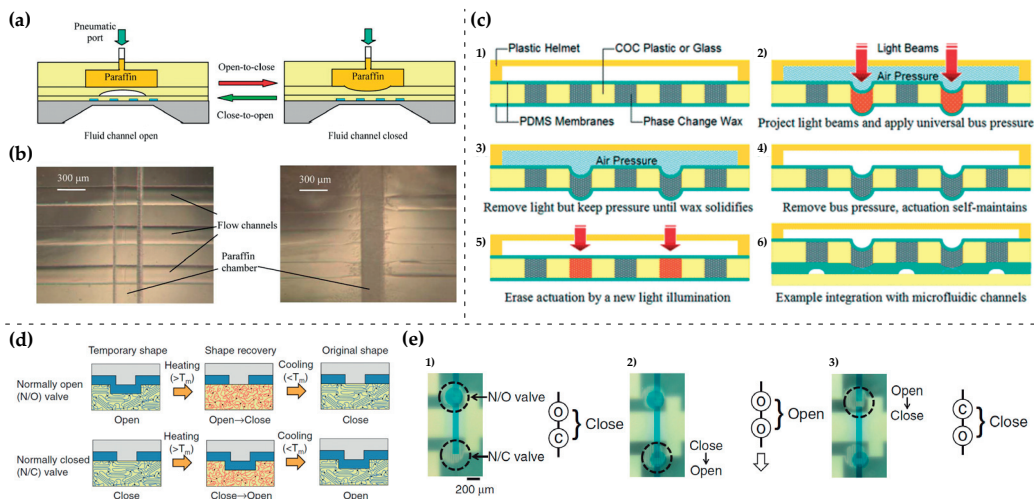 (a)
Pneumatic
port
Paraffin
Open-to-close
Paraffin
Close-to-open
Fluid channel open
Fluid channel closed
(b)
300 μm
300 μm
Flow channels
Paraffin
chamber
(c)
1)
Plastic Helmet
COC Plastic or Glass
PDMS Membranes
Phase Change Wax
2)
Light Beams
Air Pressure
Project light beams and apply universal bus pressure
3)
Air Pressure
Remove light but keep pressure until wax solidifies
4)
Remove bus pressure, actuation self-maintains
5)
Erase actuation by a new light illumination
6)
Example integration with microfluidic channels
(d)
Temporary shape
Heating
(>Tm)
Shape recovery
Cooling
(<Tm)
Original shape
Normally open
(N/O) valve
Open
Open→Close
Close
Normally closed
(N/C) valve
Heating
(>Tm)
Cooling
(<Tm)
Close
Close→Open
Open
(e)
1)
N/O valve
N/C valve
200 μm
O
C
Close
2)
Close
Open
O
O
Open
3)
Open
Close
C
O
Close